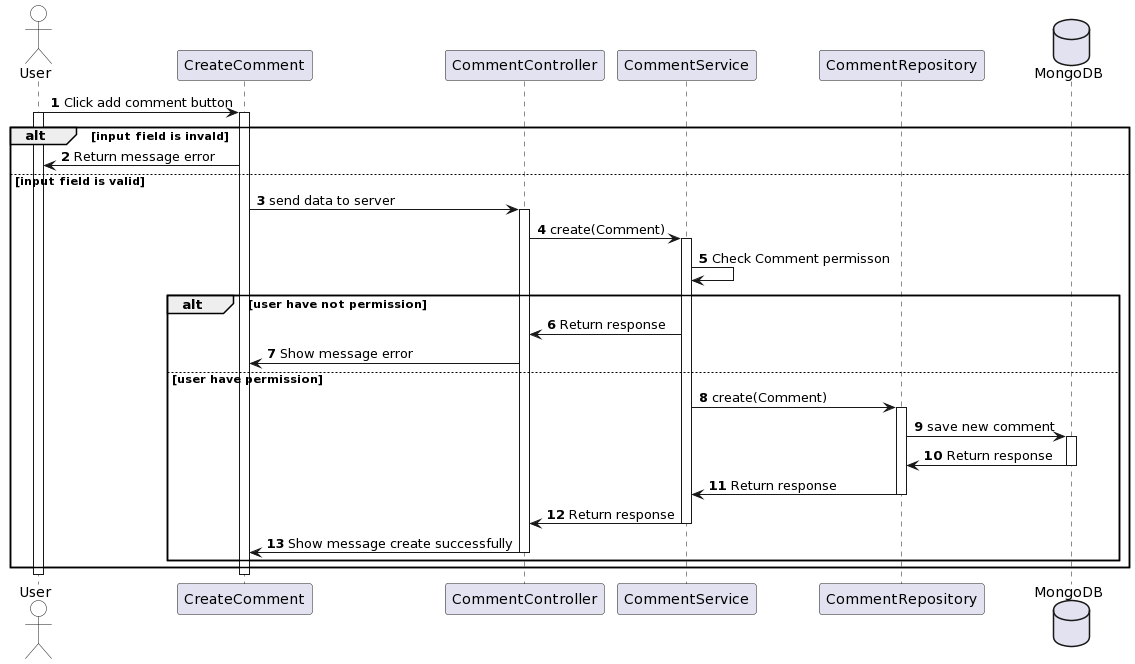 User
CreateComment
CommentController
CommentService
CommentRepository
MongoDB
1 Click add comment button
alt [input field is invald]
2 Return message error
[input field is valid]
3 send data to server
4 create(Comment)
5 Check Comment permisson
alt [user have not permission]
6 Return response
7 Show message error
[user have permission]
8 create(Comment)
9 save new comment
10 Return response
11 Return response
12 Return response
13 Show message create successfully
User
CreateComment
CommentController
CommentService
CommentRepository
MongoDB